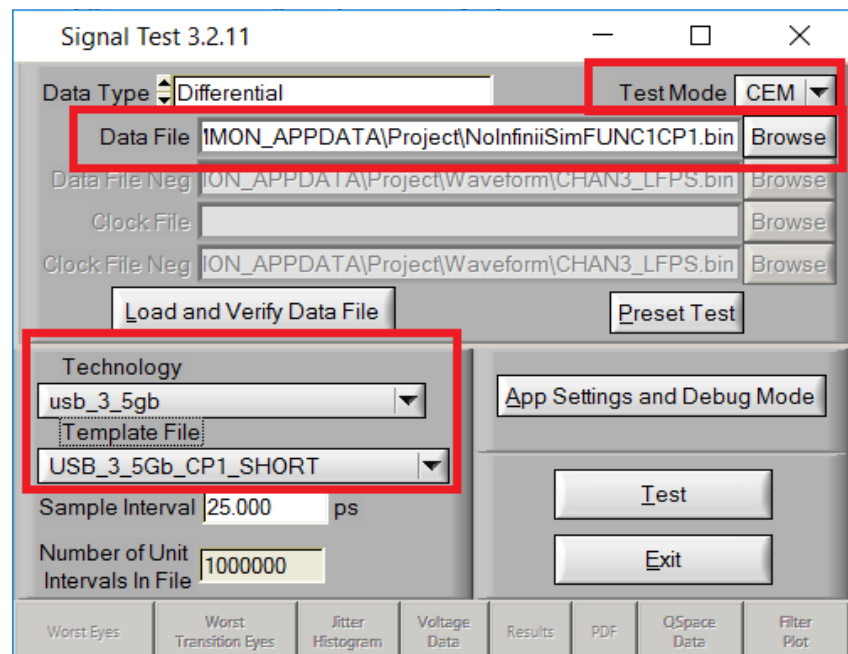 Signal Test 3.2.11
Data Type Differential Test Mode CEM
Data File MON_APPDATA\Project\NoInfiniiSimFUNC1CP1.bin Browse
Data File Neg ION_APPDATA\Project\Waveform\CHAN3_LFPS.bin Browse
Clock File Browse
Clock File Neg ION_APPDATA\Project\Waveform\CHAN3_LFPS.bin Browse
Load and Verify Data File Preset Test
Technology
usb_3_5gb
App Settings and Debug Mode
Template File
USB_3_5Gb_CP1_SHORT
Sample Interval 25.000 ps
Test
Number of Unit
Intervals In File 1000000
Exit
Worst Eyes
Worst
Transition Eyes
Jitter
Histogram
Voltage
Data
Results
PDF
QSpace
Data
Filter
Plot